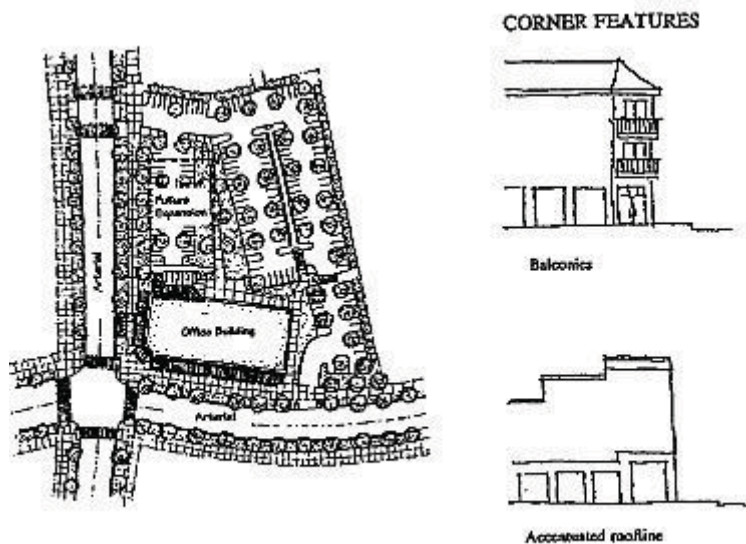 CORNER FEATURES
Future
Expansion
Arterial
Office Building
Arterial
Balconies
Accentuated roofline